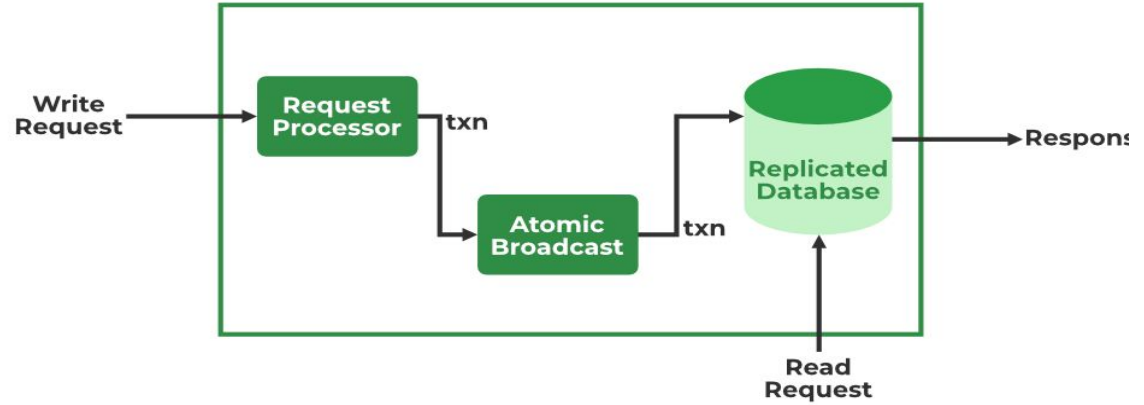 Write
Request
Request
Processor
txn
Atomic
Broadcast
txn
Replicated
Database
Respons
Read
Request